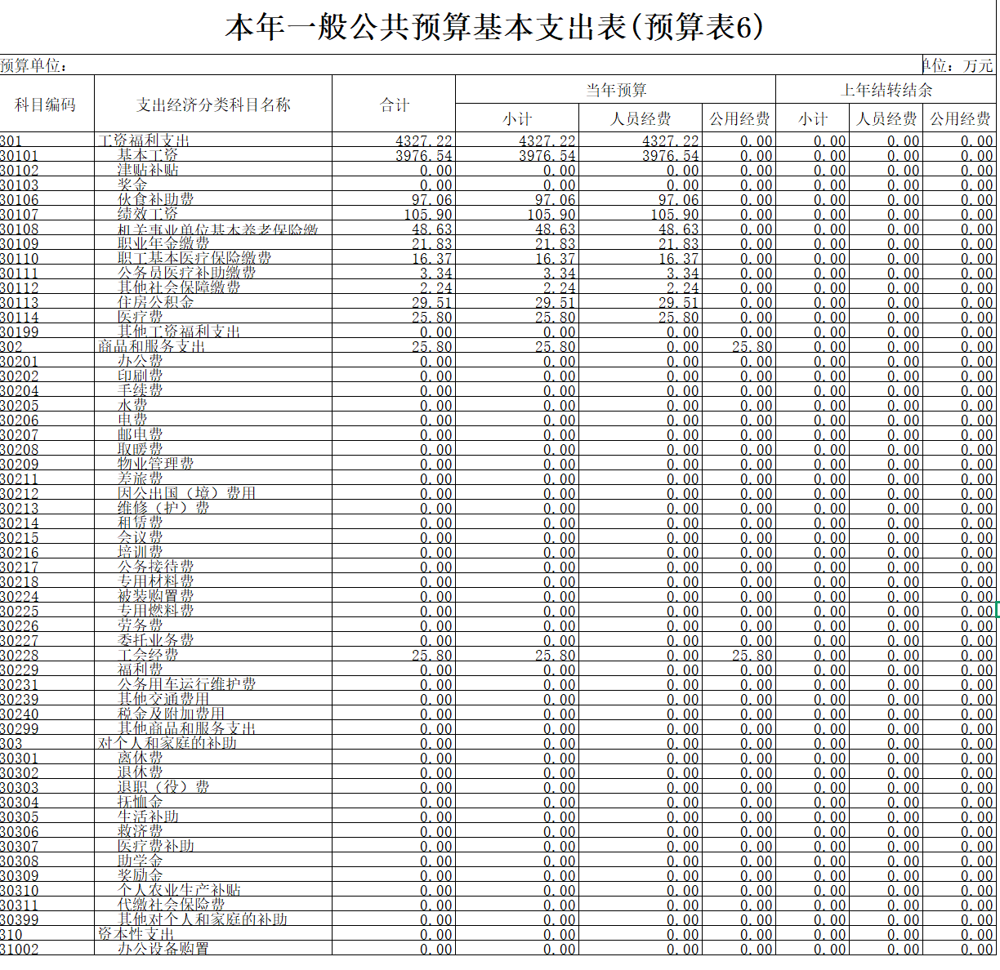 本年一般公共预算基本支出表(预算表6)
预算单位： 单位：万元
科目编码 支出经济分类科目名称 合计 当年预算 上年结转结余
小计 人员经费 公用经费 小计 人员经费 公用经费
301 工资福利支出 4327.22 4327.22 4327.22 0.00 0.00 0.00 0.00
30101 基本工资 3976.54 3976.54 3976.54 0.00 0.00 0.00 0.00
30102 津贴补贴 0.00 0.00 0.00 0.00 0.00 0.00 0.00
30103 奖金 0.00 0.00 0.00 0.00 0.00 0.00 0.00
30106 伙食补助费 97.06 97.06 97.06 0.00 0.00 0.00 0.00
30107 绩效工资 105.90 105.90 105.90 0.00 0.00 0.00 0.00
30108 机关事业单位基本养老保险缴 48.63 48.63 48.63 0.00 0.00 0.00 0.00
30109 职业年金缴费 21.83 21.83 21.83 0.00 0.00 0.00 0.00
30110 职工基本医疗保险缴费 16.37 16.37 16.37 0.00 0.00 0.00 0.00
30111 公务员医疗补助缴费 3.34 3.34 3.34 0.00 0.00 0.00 0.00
30112 其他社会保障缴费 2.24 2.24 2.24 0.00 0.00 0.00 0.00
30113 住房公积金 29.51 29.51 29.51 0.00 0.00 0.00 0.00
30114 医疗费 25.80 25.80 25.80 0.00 0.00 0.00 0.00
30199 其他工资福利支出 0.00 0.00 0.00 0.00 0.00 0.00 0.00
302 商品和服务支出 25.80 25.80 0.00 25.80 0.00 0.00 0.00
30201 办公费 0.00 0.00 0.00 0.00 0.00 0.00 0.00
30202 印刷费 0.00 0.00 0.00 0.00 0.00 0.00 0.00
30204 手续费 0.00 0.00 0.00 0.00 0.00 0.00 0.00
30205 水费 0.00 0.00 0.00 0.00 0.00 0.00 0.00
30206 电费 0.00 0.00 0.00 0.00 0.00 0.00 0.00
30207 邮电费 0.00 0.00 0.00 0.00 0.00 0.00 0.00
30208 取暖费 0.00 0.00 0.00 0.00 0.00 0.00 0.00
30209 物业管理费 0.00 0.00 0.00 0.00 0.00 0.00 0.00
30211 差旅费 0.00 0.00 0.00 0.00 0.00 0.00 0.00
30212 因公出国（境）费用 0.00 0.00 0.00 0.00 0.00 0.00 0.00
30213 维修（护）费 0.00 0.00 0.00 0.00 0.00 0.00 0.00
30214 租赁费 0.00 0.00 0.00 0.00 0.00 0.00 0.00
30215 会议费 0.00 0.00 0.00 0.00 0.00 0.00 0.00
30216 培训费 0.00 0.00 0.00 0.00 0.00 0.00 0.00
30217 公务接待费 0.00 0.00 0.00 0.00 0.00 0.00 0.00
30218 专用材料费 0.00 0.00 0.00 0.00 0.00 0.00 0.00
30224 被装购置费 0.00 0.00 0.00 0.00 0.00 0.00 0.00
30225 专用燃料费 0.00 0.00 0.00 0.00 0.00 0.00 0.00
30226 劳务费 0.00 0.00 0.00 0.00 0.00 0.00 0.00
30227 委托业务费 0.00 0.00 0.00 0.00 0.00 0.00 0.00
30228 工会经费 25.80 25.80 0.00 25.80 0.00 0.00 0.00
30229 福利费 0.00 0.00 0.00 0.00 0.00 0.00 0.00
30231 公务用车运行维护费 0.00 0.00 0.00 0.00 0.00 0.00 0.00
30239 其他交通费用 0.00 0.00 0.00 0.00 0.00 0.00 0.00
30240 税金及附加费用 0.00 0.00 0.00 0.00 0.00 0.00 0.00
30299 其他商品和服务支出 0.00 0.00 0.00 0.00 0.00 0.00 0.00
303 对个人和家庭的补助 0.00 0.00 0.00 0.00 0.00 0.00 0.00
30301 离休费 0.00 0.00 0.00 0.00 0.00 0.00 0.00
30302 退休费 0.00 0.00 0.00 0.00 0.00 0.00 0.00
30303 退职（役）费 0.00 0.00 0.00 0.00 0.00 0.00 0.00
30304 抚恤金 0.00 0.00 0.00 0.00 0.00 0.00 0.00
30305 生活补助 0.00 0.00 0.00 0.00 0.00 0.00 0.00
30306 救济费 0.00 0.00 0.00 0.00 0.00 0.00 0.00
30307 医疗费补助 0.00 0.00 0.00 0.00 0.00 0.00 0.00
30308 助学金 0.00 0.00 0.00 0.00 0.00 0.00 0.00
30309 奖励金 0.00 0.00 0.00 0.00 0.00 0.00 0.00
30310 个人农业生产补贴 0.00 0.00 0.00 0.00 0.00 0.00 0.00
30311 代缴社会保险费 0.00 0.00 0.00 0.00 0.00 0.00 0.00
30399 其他对个人和家庭的补助 0.00 0.00 0.00 0.00 0.00 0.00 0.00
310 资本性支出 0.00 0.00 0.00 0.00 0.00 0.00 0.00
31002 办公设备购置 0.00 0.00 0.00 0.00 0.00 0.00 0.00